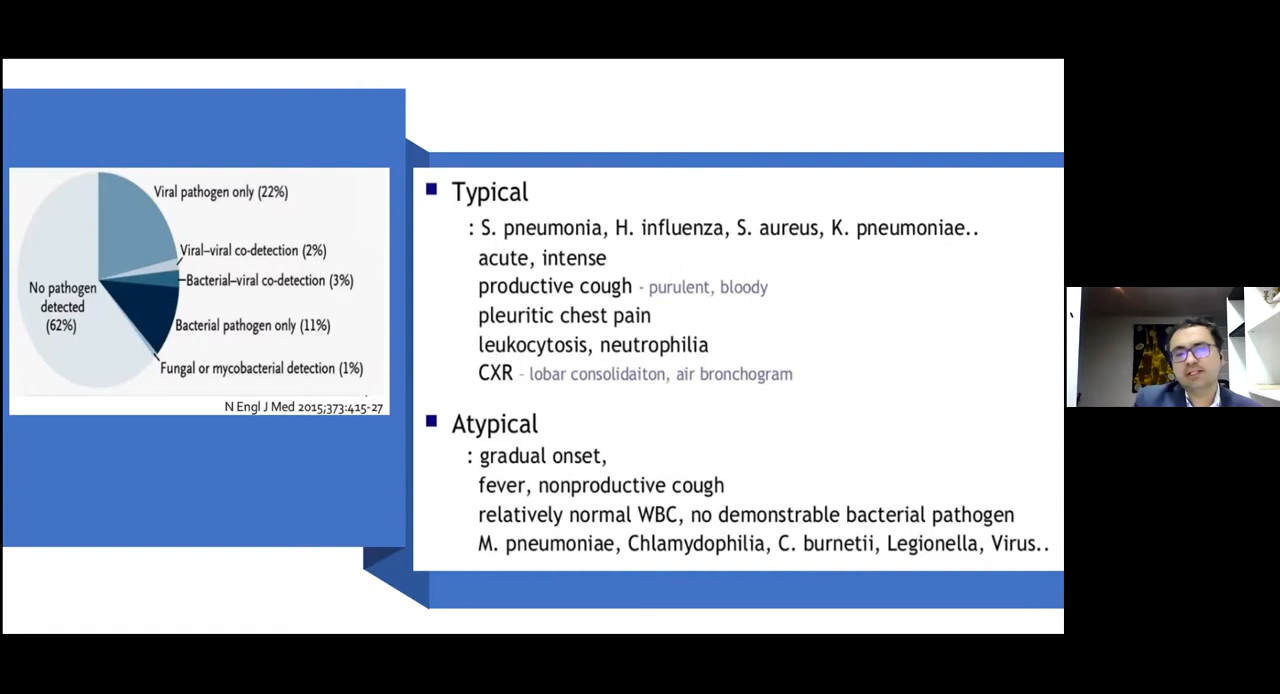 Viral pathogen only (22%)
Viral–viral co-detection (2%)
Bacterial–viral co-detection (3%)
No pathogen
detected
(62%)
Bacterial pathogen only (11%)
Fungal or mycobacterial detection (1%)
N Engl J Med 2015;373:415-27
Typical
: S. pneumonia, H. influenza, S. aureus, K. pneumoniae..
acute, intense
productive cough - purulent, bloody
pleuritic chest pain
leukocytosis, neutrophilia
CXR - lobar consolidaiton, air bronchogram
Atypical
: gradual onset,
fever, nonproductive cough
relatively normal WBC, no demonstrable bacterial pathogen
M. pneumoniae, Chlamydophilia, C. burnetii, Legionella, Virus..